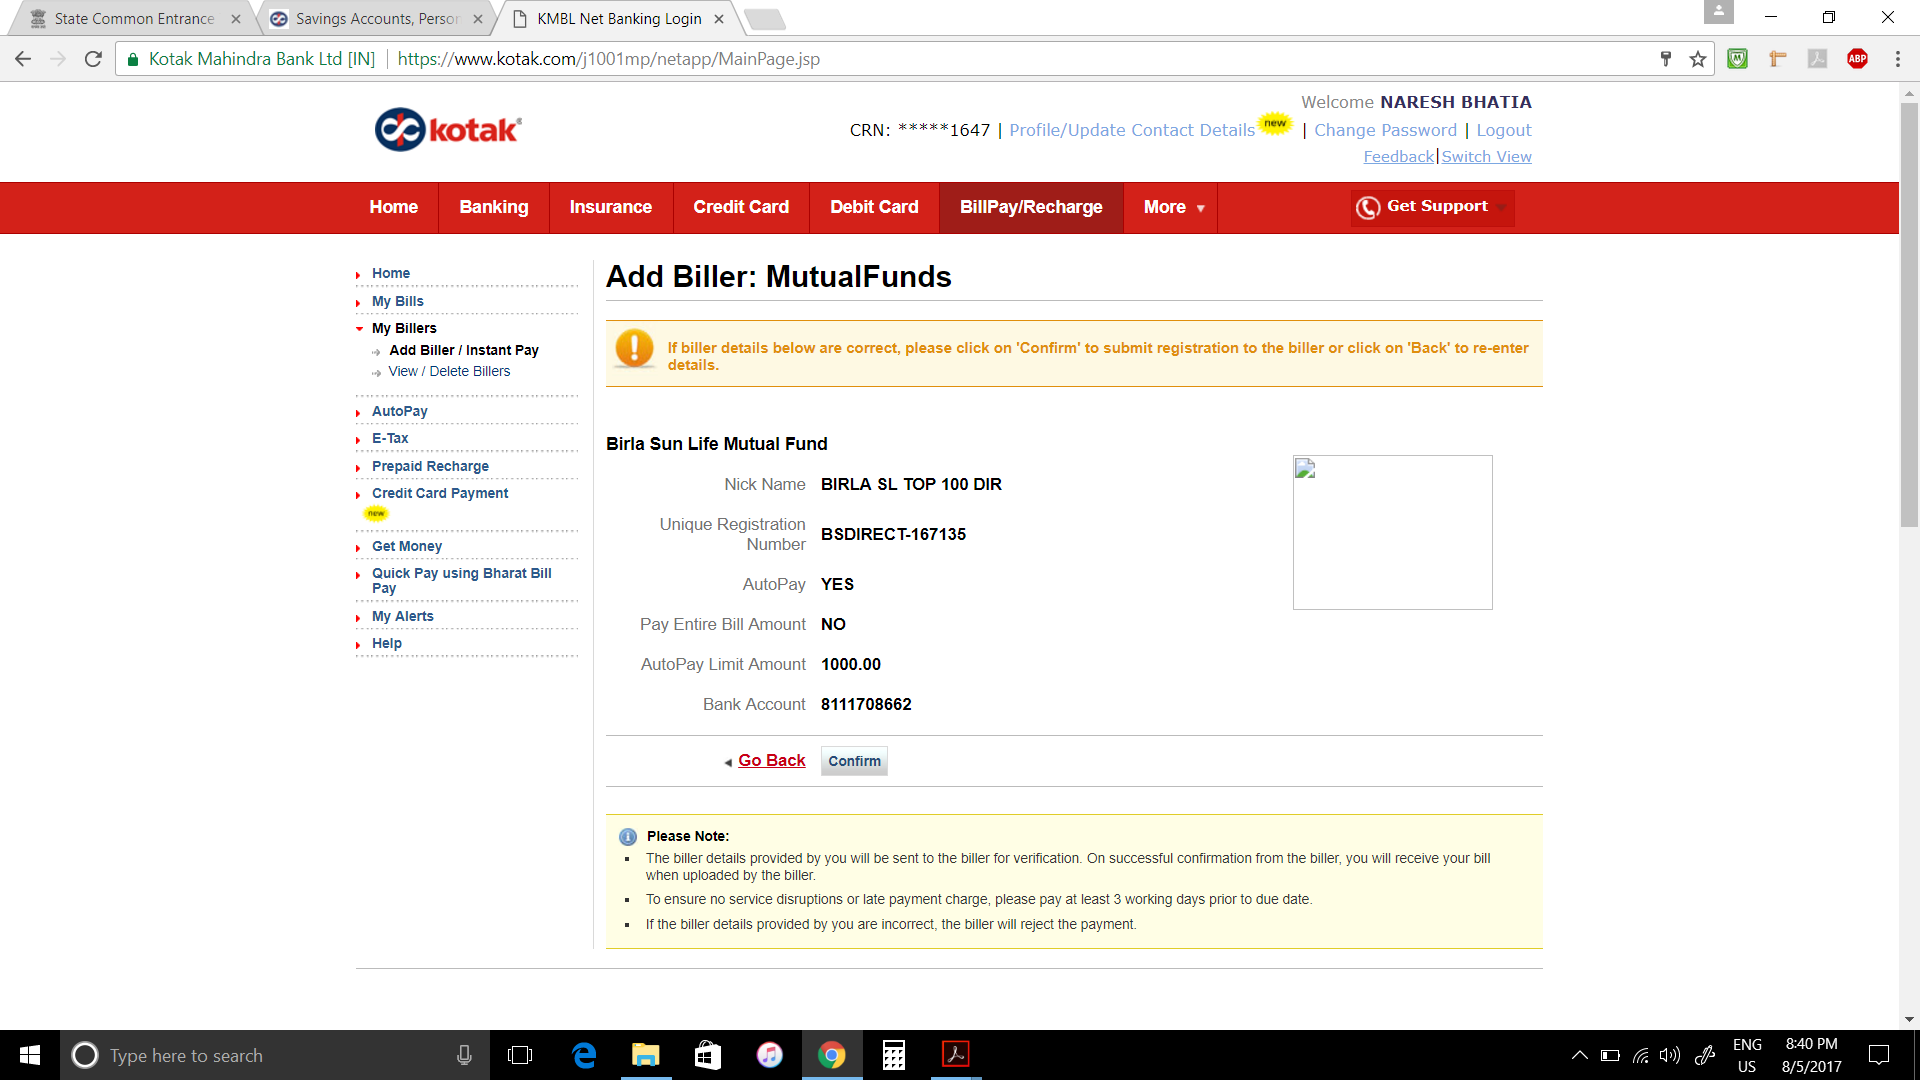 State Common Entrance
Savings Accounts, Person
KMBL Net Banking Login
Kotak Mahindra Bank Ltd [IN]
https://www.kotak.com/j1001mp/netapp/MainPage.jsp
ABP
kotak
Welcome NARESH BHATIA
CRN: *****1647 | Profile/Update Contact Details new | Change Password | Logout
Feedback|Switch View
Home Banking Insurance Credit Card Debit Card BillPay/Recharge More
Get Support
Home
My Bills
My Billers
Add Biller / Instant Pay
View / Delete Billers
AutoPay
E-Tax
Prepaid Recharge
Credit Card Payment
new
Get Money
Quick Pay using Bharat Bill
Pay
My Alerts
Help
Add Biller: MutualFunds
If biller details below are correct, please click on 'Confirm' to submit registration to the biller or click on 'Back' to re-enter
details.
Birla Sun Life Mutual Fund
Nick Name BIRLA SL TOP 100 DIR
Unique Registration
Number BSDIRECT-167135
AutoPay YES
Pay Entire Bill Amount NO
AutoPay Limit Amount 1000.00
Bank Account 8111708662
Go Back Confirm
Please Note:
The biller details provided by you will be sent to the biller for verification. On successful confirmation from the biller, you will receive your bill
when uploaded by the biller.
To ensure no service disruptions or late payment charge, please pay at least 3 working days prior to due date.
If the biller details provided by you are incorrect, the biller will reject the payment.
Type here to search
ENG
US
8:40 PM
8/5/2017